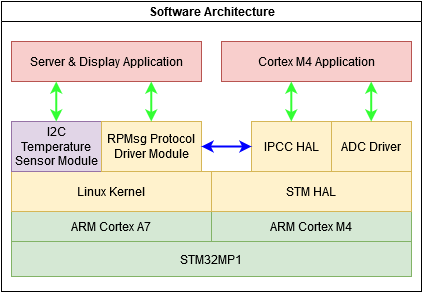 Software Architecture
Server & Display Application
Cortex M4 Application
I2C
Temperature
Sensor Module
RPMsg Protocol
Driver Module
IPCC HAL
ADC Driver
Linux Kernel
STM HAL
ARM Cortex A7
ARM Cortex M4
STM32MP1